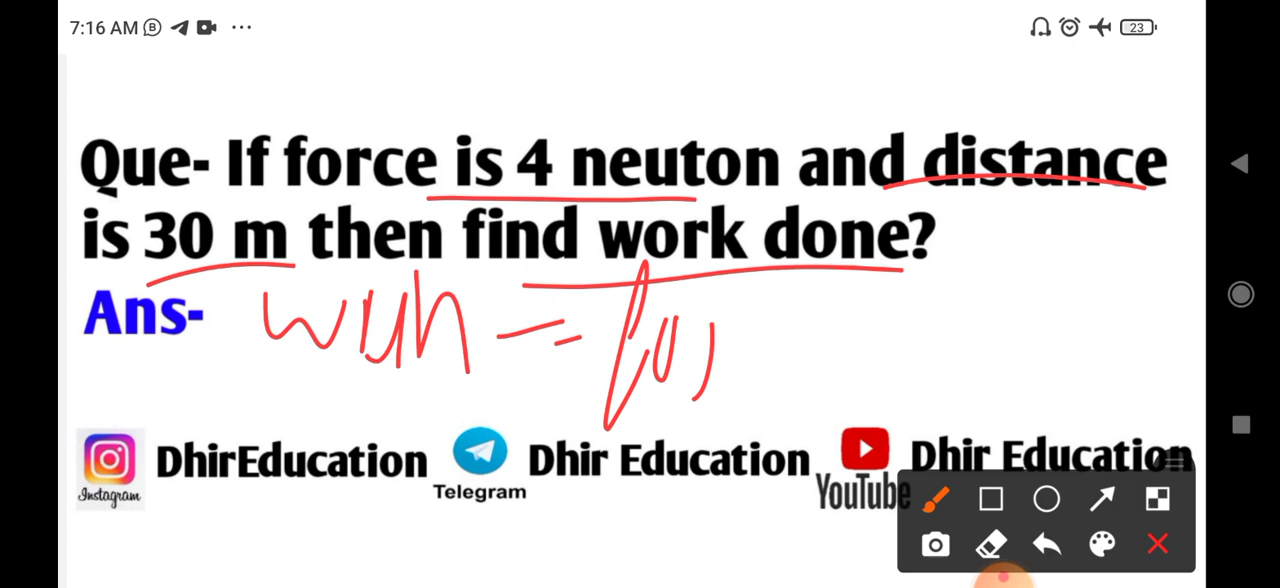 7:16 AM
23
Que- If force is 4 neuton and distance
is 30 m then find work done?
Ans-
DhirEducation Dhir Education Dhir Education
Instagram Telegram YouTube